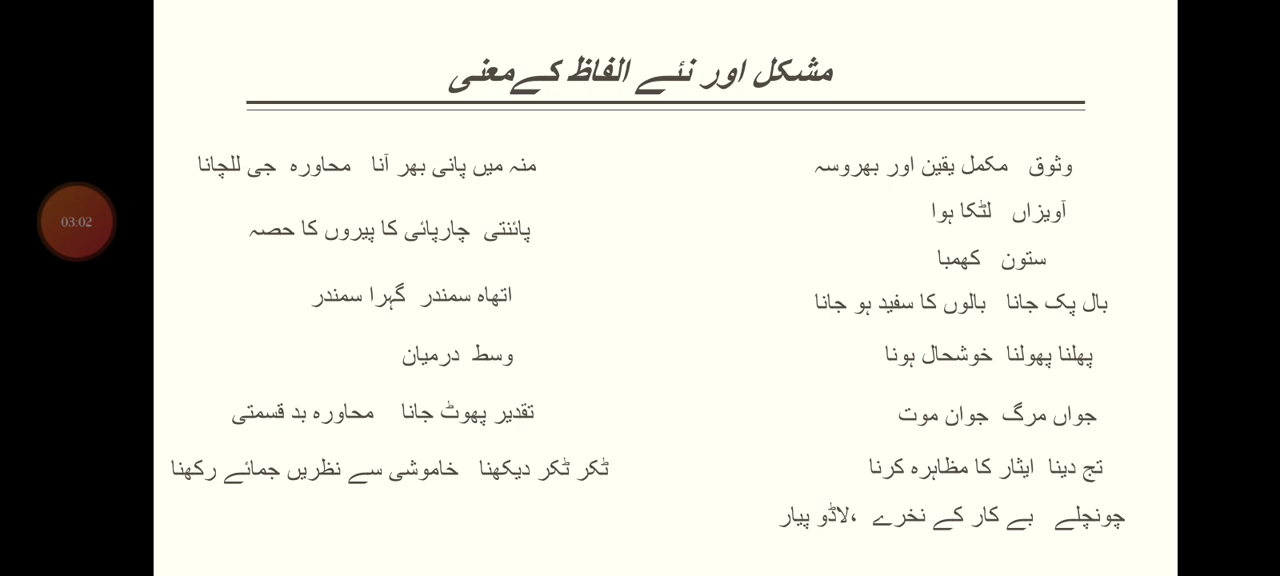 مشکل اور نئے الفاظ کےمعنی
وثوق   مکمل یقین اور بھروسہ
آویزاں   لٹکا ہوا
ستون   کھمبا
بال پک جانا   بالوں کا سفید ہو جانا
پھلنا پھولنا  خوشحال ہونا
جواں مرگ  جوان موت
تج دینا  ایثار کا مظاہرہ کرنا
چونچلے   بے کار کے نخرے  ،لاڈو پیار
منہ میں پانی بھر آنا   محاورہ  جی للچانا
پائنتی  چارپائی کا پیروں کا حصہ
اتھاہ سمندر  گہرا سمندر
وسط  درمیان
تقدیر پھوٹ جانا    محاورہ بد قسمتی
ٹکر ٹکر دیکھنا   خاموشی سے نظریں جمائے رکھنا
03:02